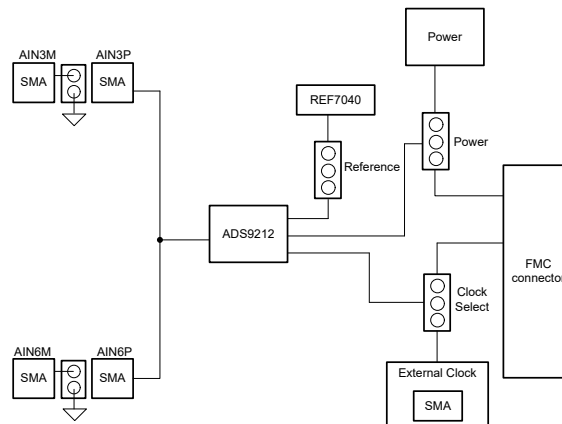 Power
AIN3M
AIN3P
SMA
SMA
REF7040
Power
Reference
ADS9212
FMC
connector
Clock
Select
AIN6M
AIN6P
SMA
SMA
External Clock
SMA